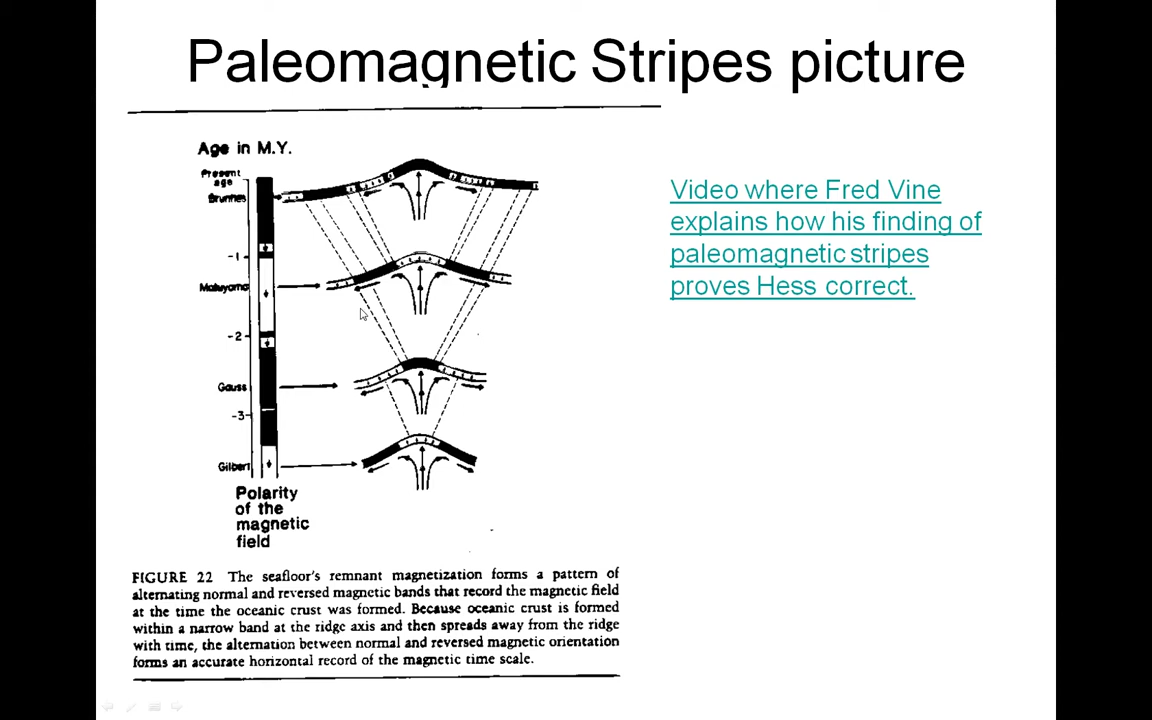 Paleomagnetic Stripes picture
Age in M.Y.
Present
age
Brunhes
-1
Matuyama
-2
Gauss
-3
Gilbert
Polarity
of the
magnetic
field
Video where Fred Vine
explains how his finding of
paleomagnetic stripes
proves Hess correct.
FIGURE 22 The seafloor's remnant magnetization forms a pattern of
alternating normal and reversed magnetic bands that record the magnetic field
at the time the oceanic crust was formed. Because oceanic crust is formed
within a narrow band at the ridge axis and then spreads away from the ridge
with time, the alternation between normal and reversed magnetic orientation
forms an accurate horizontal record of the magnetic time scale.